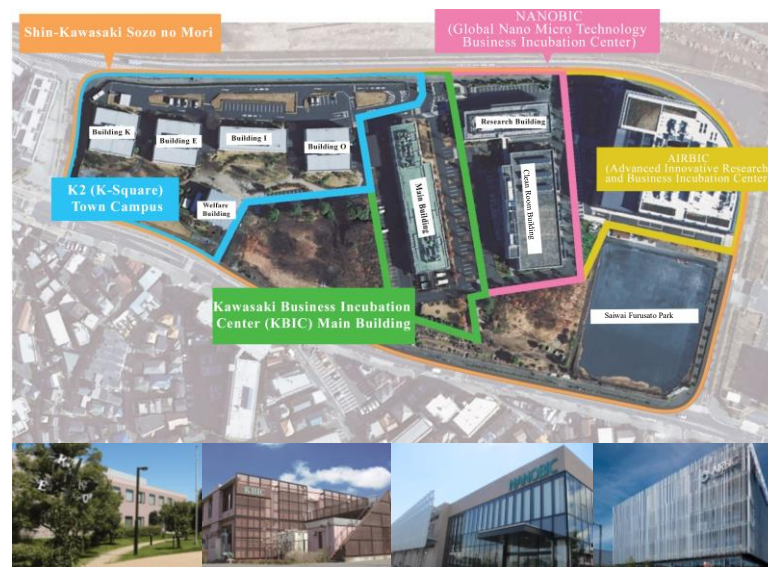 NANOBIC
(Global Nano Micro Technology
Business Incubation Center)
Shin-Kawasaki Sozo no Mori
Building K
Building E
Building I
Building O
Research Building
AIRBIC
(Advanced Innovative Research
and Business Incubation Center)
K2 (K-Square)
Town Campus
Welfare
Building
Main Building
Clean Room Building
Kawasaki Business Incubation
Center (KBIC) Main Building
Saiwai Furusato Park
KBIC
NANOBIC